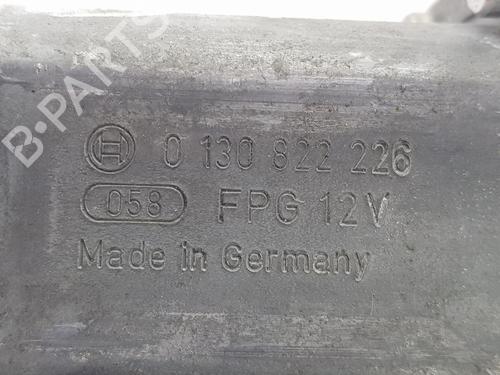 B-PARTS
0 130 822 226
058 FPG 12V
Made in Germany